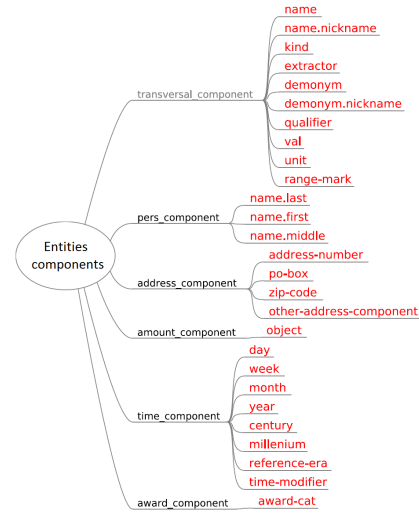 Entities
components
transversal_component
name
name.nickname
kind
extractor
demonym
demonym.nickname
qualifier
val
unit
range-mark
pers_component
name.last
name.first
name.middle
address_component
address-number
po-box
zip-code
other-address-component
amount_component
object
time_component
day
week
month
year
century
millenium
reference-era
time-modifier
award_component
award-cat